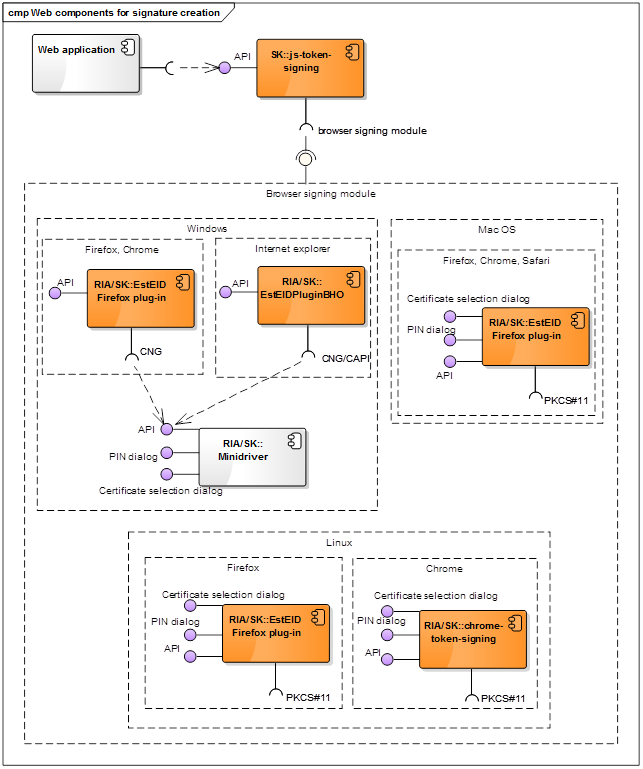 cmp Web components for signature creation
Web application
API
SK::js-token-
signing
browser signing module
Browser signing module
Windows
Firefox, Chrome
API
RIA/SK::EstEID
Firefox plug-in
CNG
Internet explorer
API
RIA/SK::
EstEIDPluginBHO
CNG/CAPI
API
PIN dialog
Certificate selection dialog
RIA/SK::
Minidriver
Mac OS
Firefox, Chrome, Safari
Certificate selection dialog
PIN dialog
API
RIA/SK::EstEID
Firefox plug-in
PKCS#11
Linux
Firefox
Certificate selection dialog
PIN dialog
API
RIA/SK::EstEID
Firefox plug-in
PKCS#11
Chrome
Certificate selection dialog
PIN dialog
API
RIA/SK::chrome-
token-signing
PKCS#11